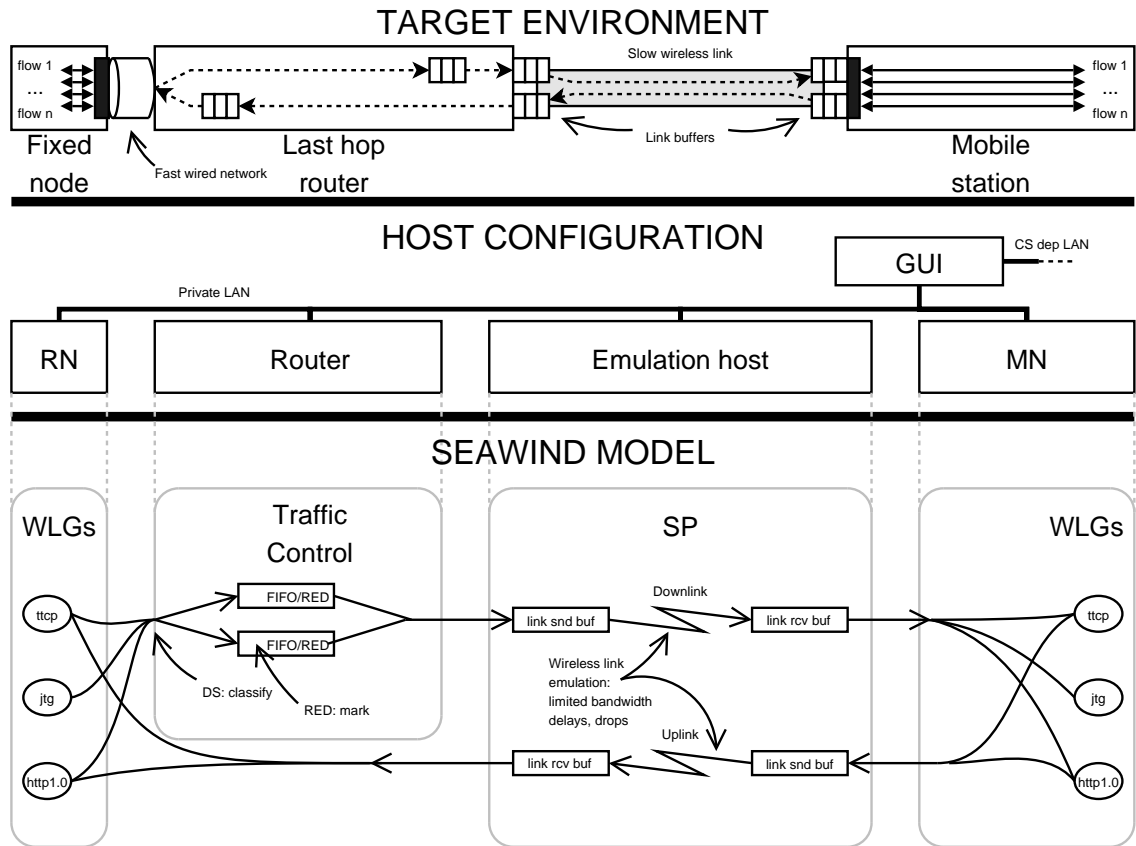 TARGET ENVIRONMENT
flow 1
...
flow n
Slow wireless link
flow 1
...
flow n
Fixed
node
Fast wired network
Last hop
router
Link buffers
Mobile
station
HOST CONFIGURATION
GUI
CS dep LAN
Private LAN
RN
Router
Emulation host
MN
SEAWIND MODEL
WLGs
Traffic
Control
SP
WLGs
ttcp
jtg
http1.0
FIFO/RED
FIFO/RED
DS: classify
RED: mark
link snd buf
Downlink
link rcv buf
Wireless link
emulation:
limited bandwidth
delays, drops
Uplink
link rcv buf
link snd buf
ttcp
jtg
http1.0